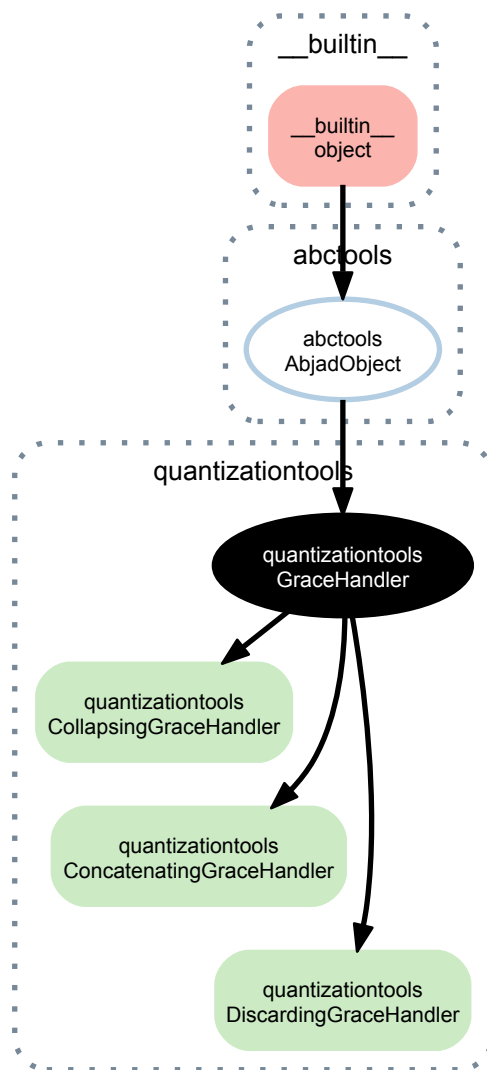 __builtin__
__builtin__
object
abctools
abctools
AbjadObject
quantizationtools
quantizationtools
GraceHandler
quantizationtools
CollapsingGraceHandler
quantizationtools
ConcatenatingGraceHandler
quantizationtools
DiscardingGraceHandler